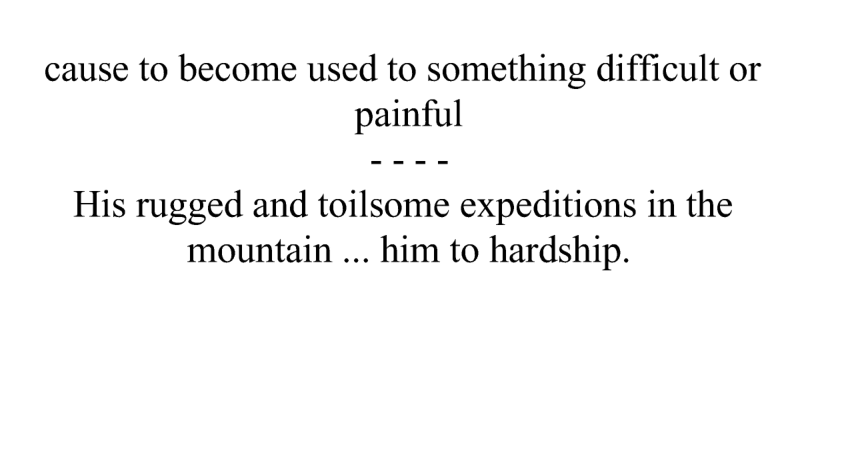 cause to become used to something difficult or
painful
- - - -
His rugged and toilsome expeditions in the
mountain ... him to hardship.